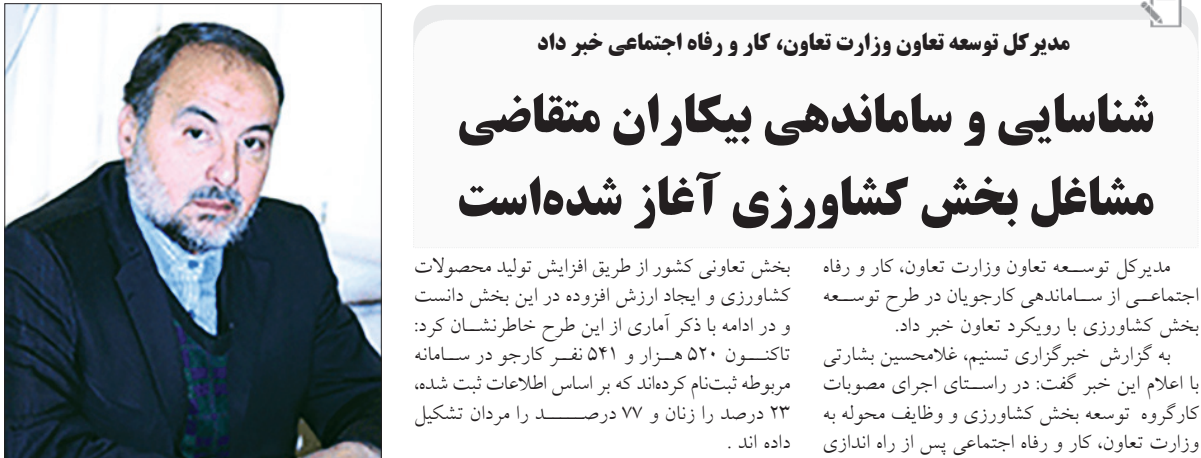 مدیرکل توسعه تعاون وزارت تعاون، کار و رفاه اجتماعی خبر داد
شناسایی و ساماندهی بیکاران متقاضی
مشاغل بخش کشاورزی آغاز شده‌است
مدیرکل توسعه تعاون وزارت تعاون، کار و رفاه
اجتماعی از ساماندهی کارجویان در طرح توسعه
بخش کشاورزی با رویکرد تعاون خبر داد.
به گزارش خبرگزاری تسنیم، غلامحسین بشارتی
با اعلام این خبر گفت: در راستای اجرای مصوبات
کارگروه توسعه بخش کشاورزی و وظایف محوله به
وزارت تعاون، کار و رفاه اجتماعی پس از راه اندازی
بخش تعاونی کشور از طریق افزایش تولید محصولات
کشاورزی و ایجاد ارزش افزوده در این بخش دانست
و در ادامه با ذکر آماری از این طرح خاطرنشان کرد:
تاکنون ۵۲۰ هزار و ۵۴۱ نفر کارجو در سامانه
مربوطه ثبت‌نام کرده‌اند که بر اساس اطلاعات ثبت شده،
۲۳ درصد را زنان و ۷۷ درصد را مردان تشکیل
داده اند .